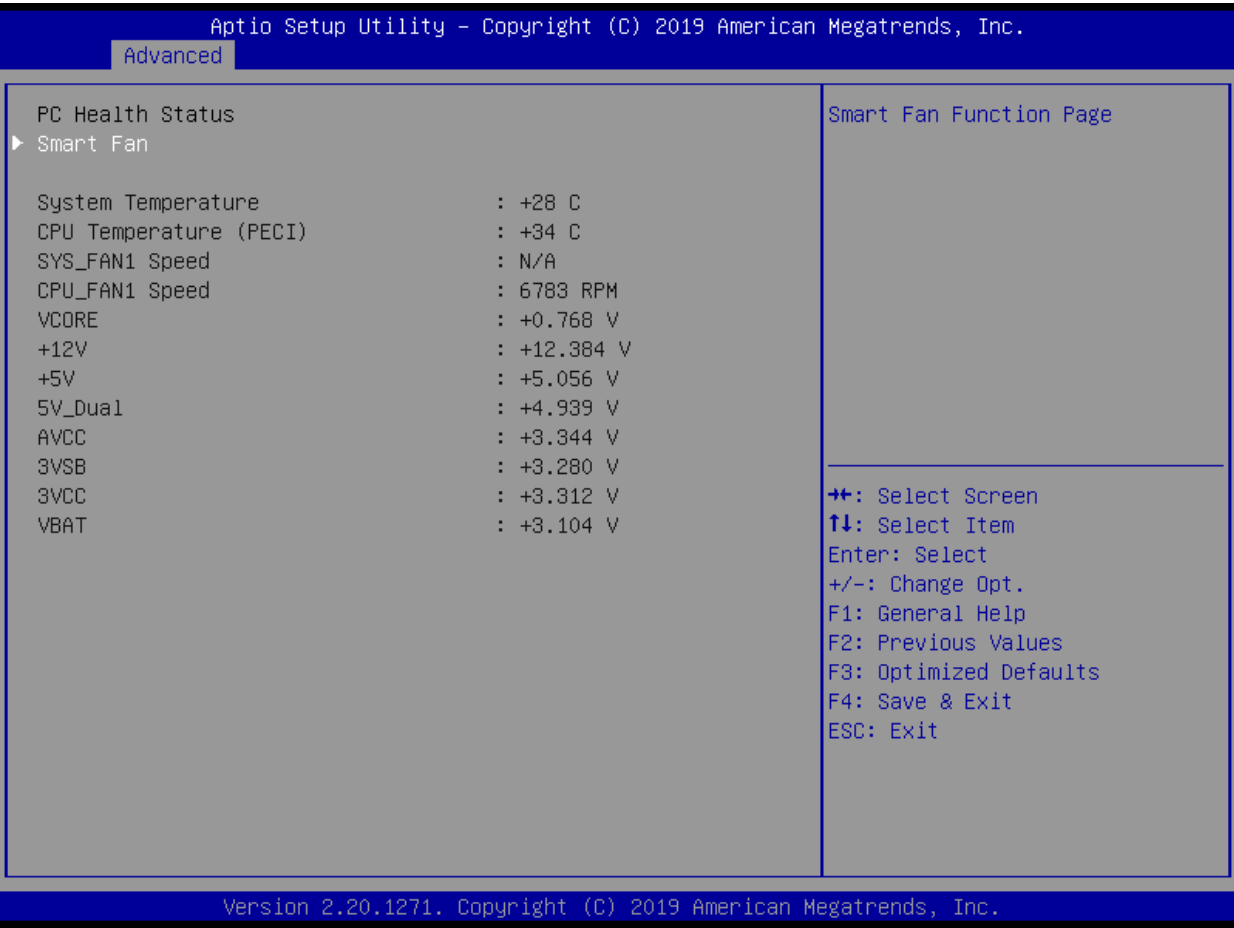 Aptio Setup Utility – Copyright (C) 2019 American Megatrends, Inc.
Advanced
PC Health Status
▶ Smart Fan
System Temperature : +28 C
CPU Temperature (PECI) : +34 C
SYS_FAN1 Speed : N/A
CPU_FAN1 Speed : 6783 RPM
VCORE : +0.768 V
+12V : +12.384 V
+5V : +5.056 V
5V_Dual : +4.939 V
AVCC : +3.344 V
3VSB : +3.280 V
3VCC : +3.312 V
VBAT : +3.104 V
Smart Fan Function Page
→←: Select Screen
↑↓: Select Item
Enter: Select
+/-: Change Opt.
F1: General Help
F2: Previous Values
F3: Optimized Defaults
F4: Save & Exit
ESC: Exit
Version 2.20.1271. Copyright (C) 2019 American Megatrends, Inc.